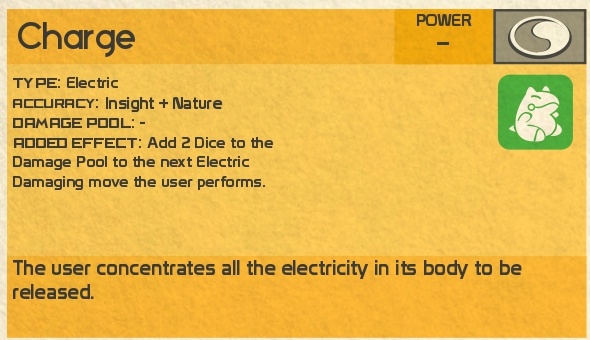 Charge
POWER
–
TYPE: Electric
ACCURACY: Insight + Nature
DAMAGE POOL: -
ADDED EFFECT: Add 2 Dice to the
Damage Pool to the next Electric
Damaging move the user performs.
The user concentrates all the electricity in its body to be
released.